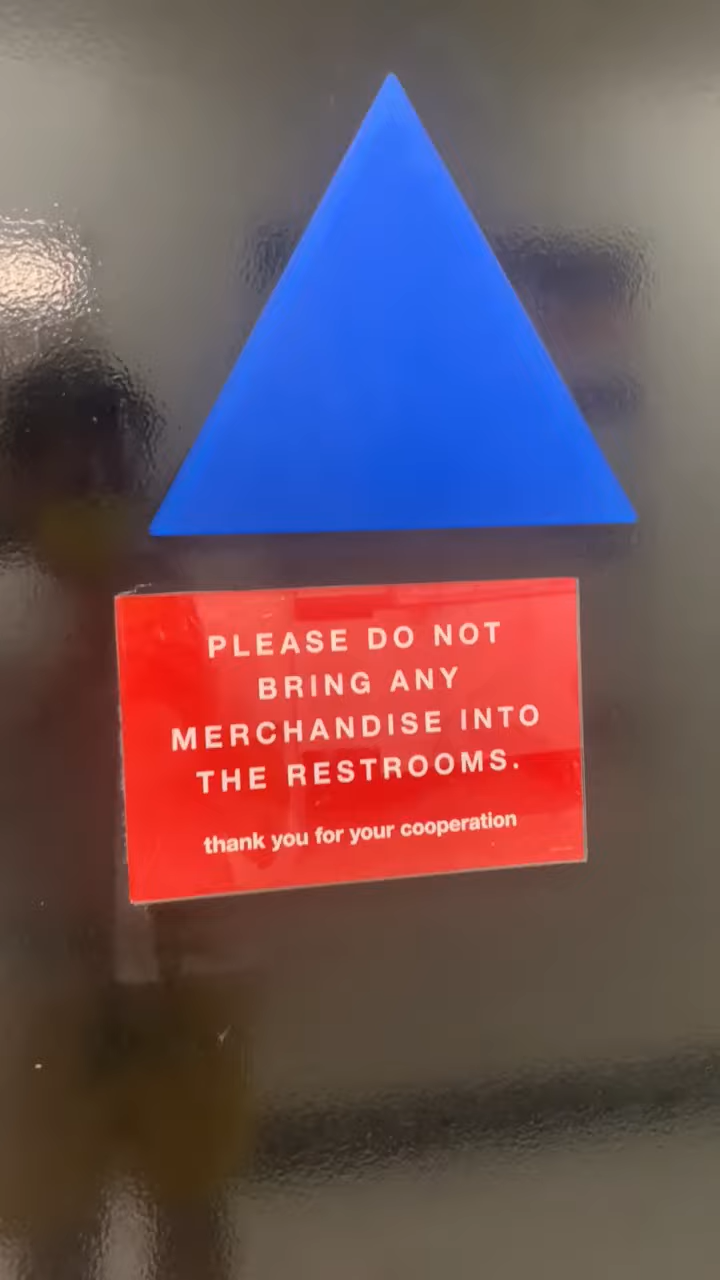 PLEASE DO NOT
BRING ANY
MERCHANDISE INTO
THE RESTROOMS.
thank you for your cooperation